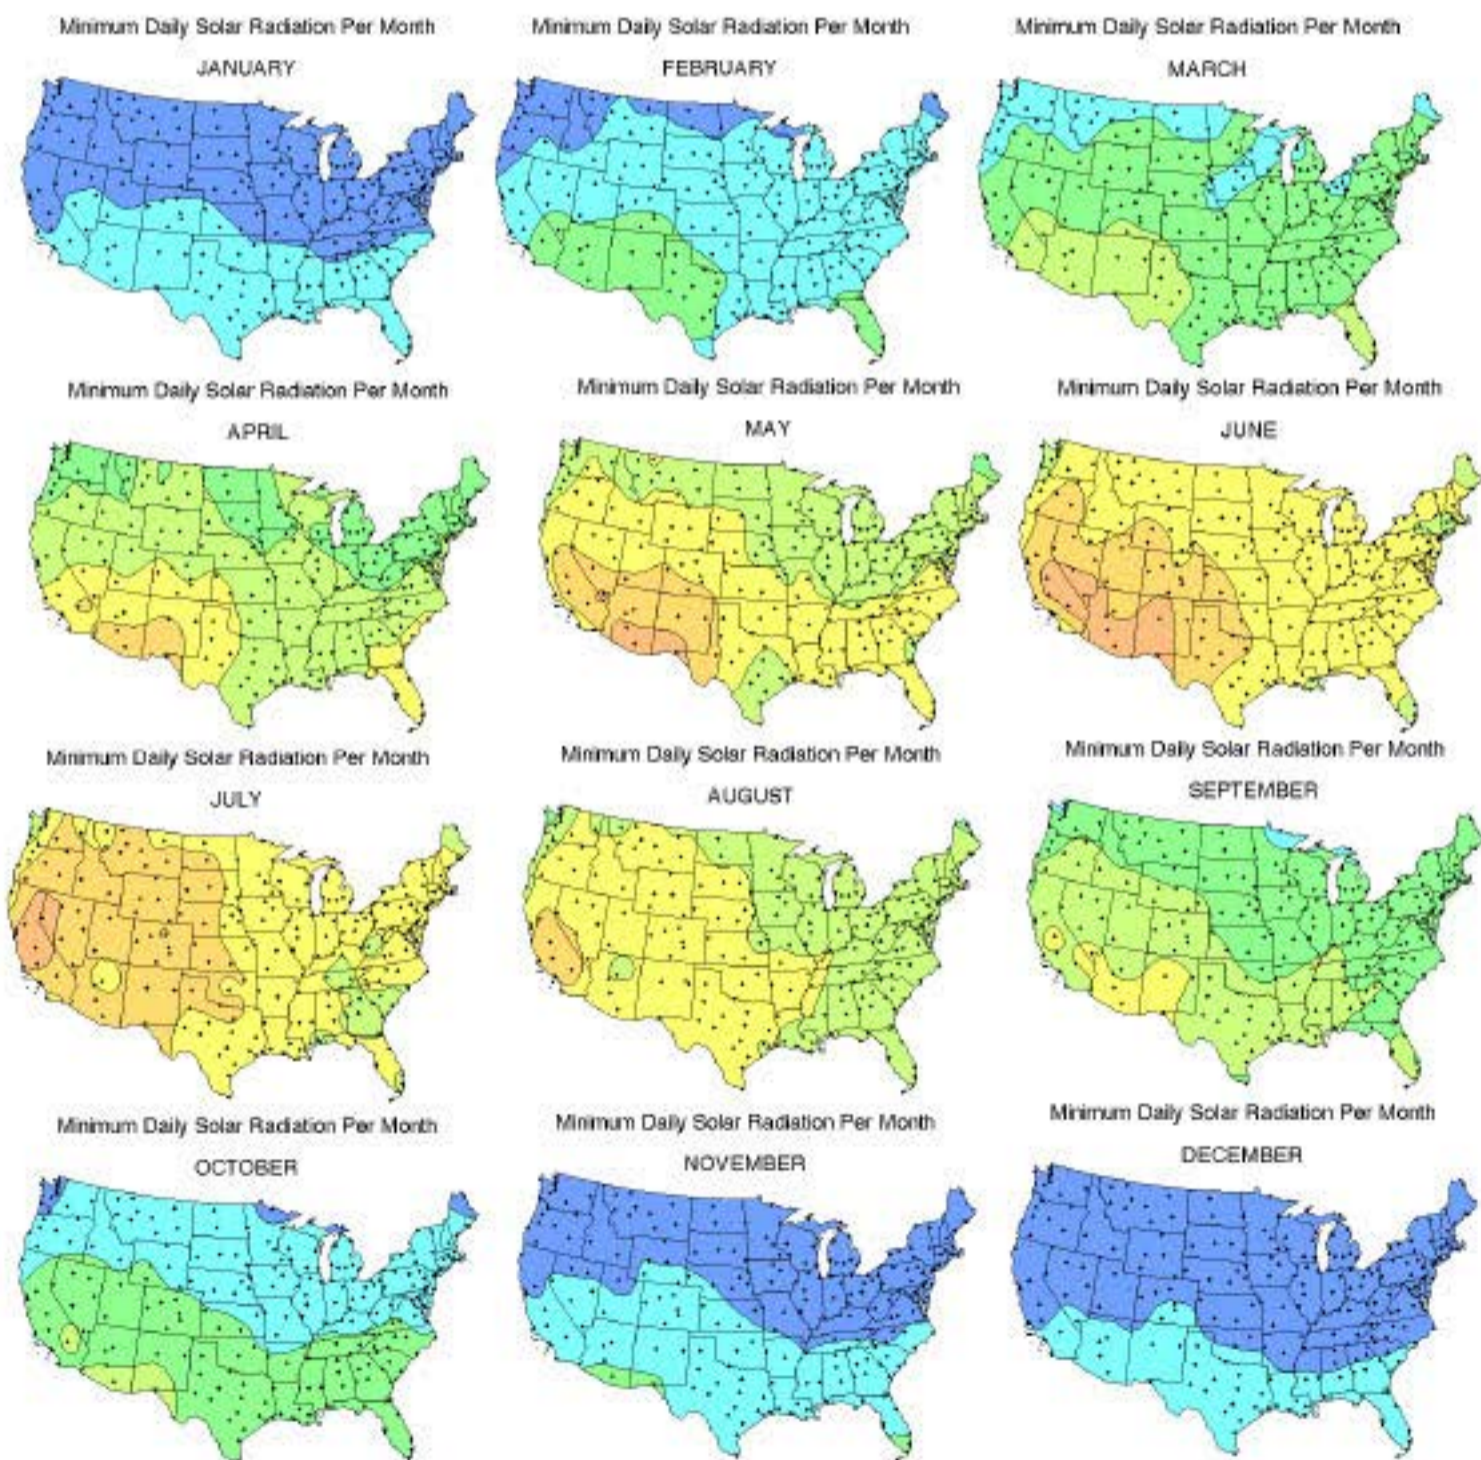 Minimum Daily Solar Radiation Per Month
JANUARY
Minimum Daily Solar Radiation Per Month
FEBRUARY
Minimum Daily Solar Radiation Per Month
MARCH
Minimum Daily Solar Radiation Per Month
APRIL
Minimum Daily Solar Radiation Per Month
MAY
Minimum Daily Solar Radiation Per Month
JUNE
Minimum Daily Solar Radiation Per Month
JULY
Minimum Daily Solar Radiation Per Month
AUGUST
Minimum Daily Solar Radiation Per Month
SEPTEMBER
Minimum Daily Solar Radiation Per Month
OCTOBER
Minimum Daily Solar Radiation Per Month
NOVEMBER
Minimum Daily Solar Radiation Per Month
DECEMBER